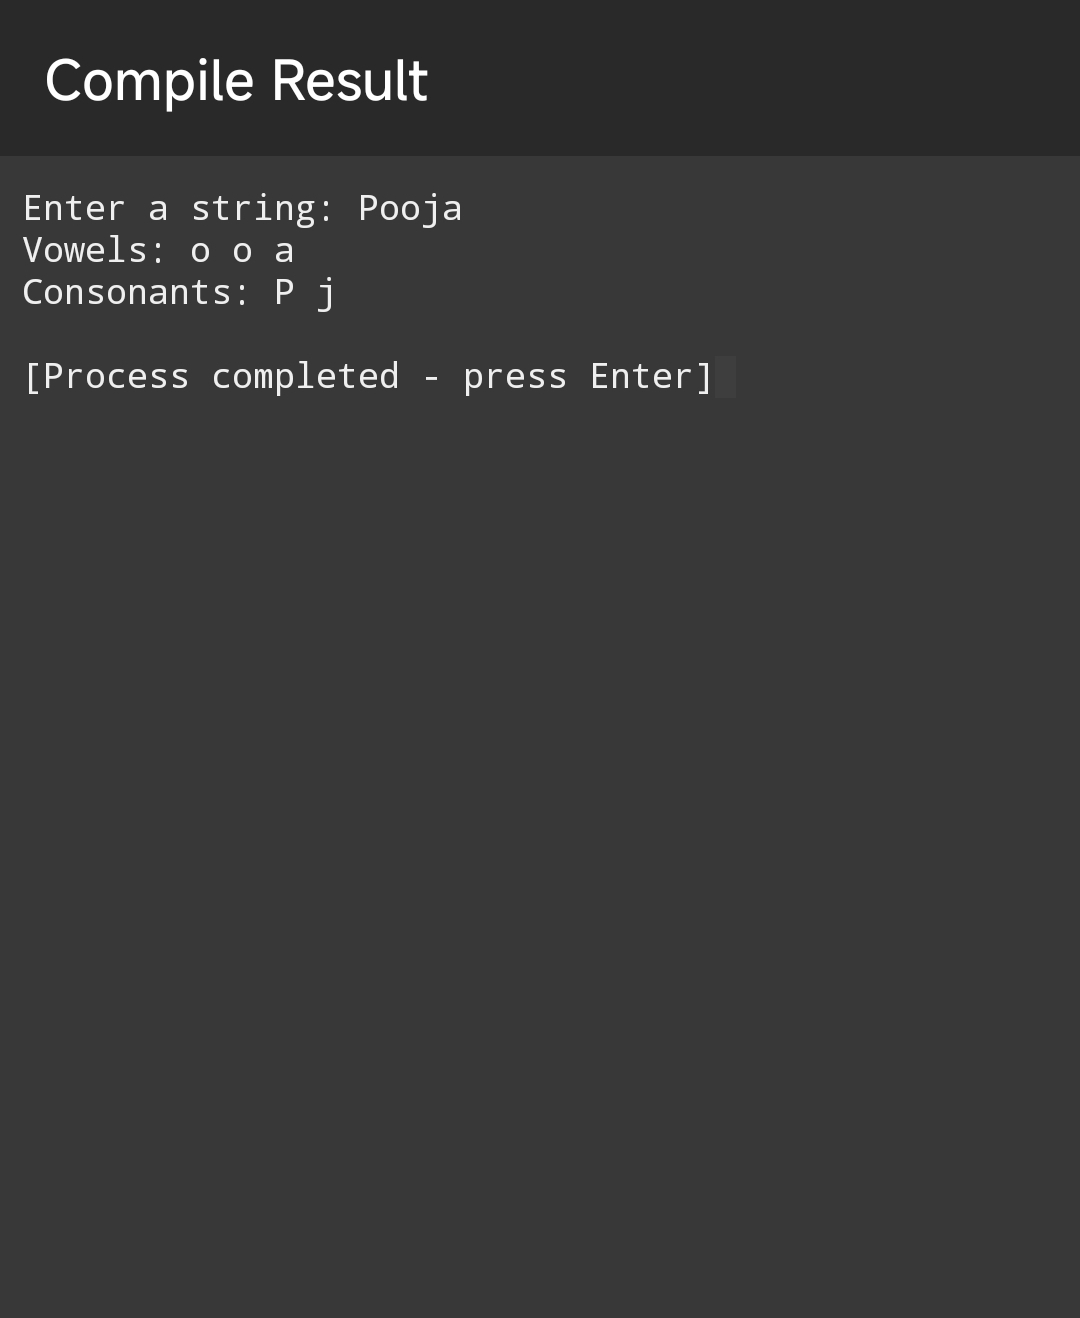 Compile Result
Enter a string: Pooja
Vowels: o o a
Consonants: P j
[Process completed - press Enter]